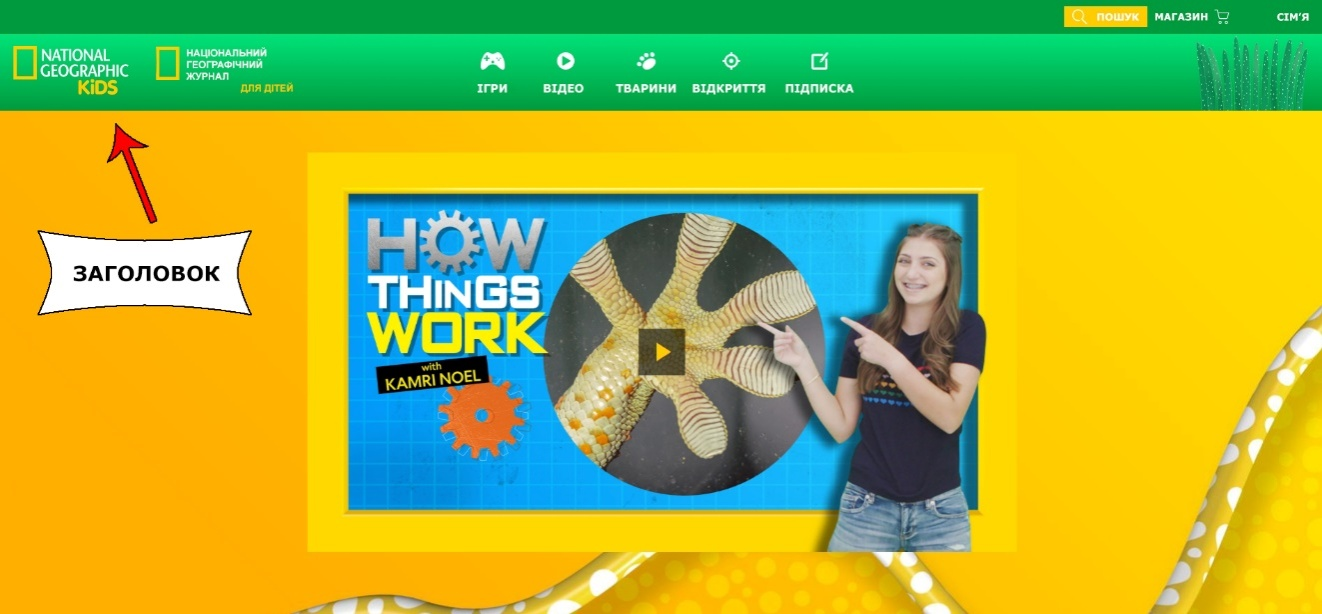 ПОШУК
МАГАЗИН
СІМ'Я
NATIONAL
GEOGRAPHIC
KiDS
НАЦІОНАЛЬНИЙ
ГЕОГРАФІЧНИЙ
ЖУРНАЛ
ДЛЯ ДІТЕЙ
ІГРИ
ВІДЕО
ТВАРИНИ
ВІДКРИТТЯ
ПІДПИСКА
ЗАГОЛОВОК
HOW
THiNGS
WORK
with
KAMRI NOEL